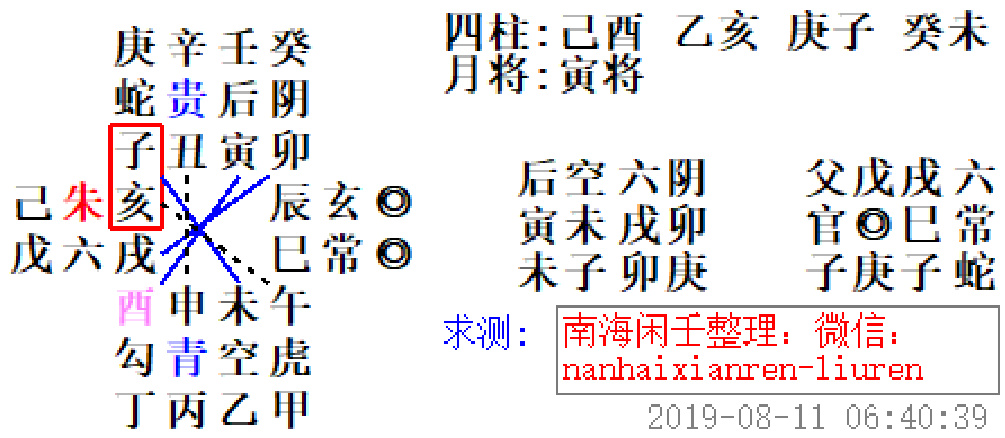 庚辛壬癸
蛇贵后阴
子丑寅卯
己朱亥 辰玄◎
戊六戌 巳常◎
酉申未午
勾青空虎
丁丙乙甲
四柱:己酉 乙亥 庚子 癸未
月将:寅将
后空六阴
寅未戌卯
未子卯庚
父戊戌六
官◎巳常
子庚子蛇
求测:
南海闲壬整理：微信：
nanhaixianren-liuren
2019-08-11 06:40:39